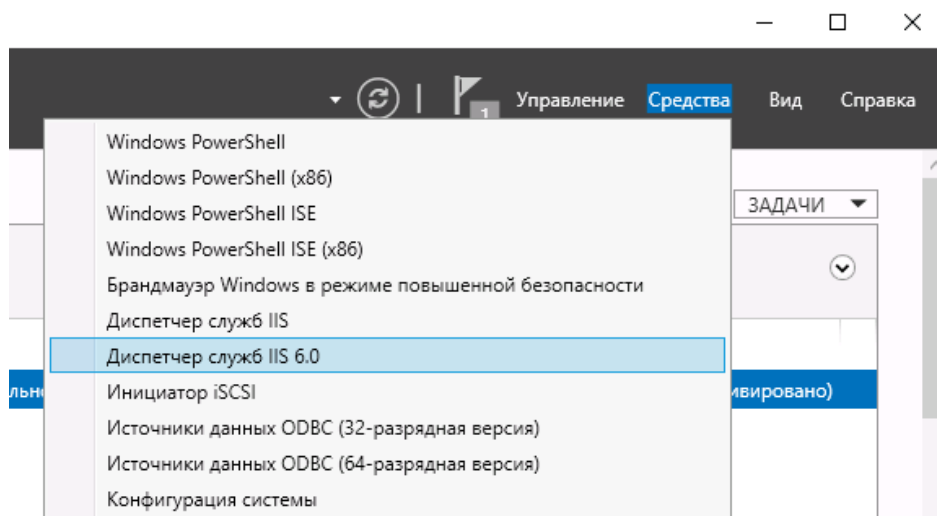 1
Управление Средства Вид Справка
Windows PowerShell
Windows PowerShell (x86)
Windows PowerShell ISE
ЗАДАЧИ
Windows PowerShell ISE (x86)
Брандмауэр Windows в режиме повышенной безопасности
Диспетчер служб IIS
Диспетчер служб IIS 6.0
Инициатор iSCSI
Источники данных ODBC (32-разрядная версия)
Источники данных ODBC (64-разрядная версия)
Конфигурация системы